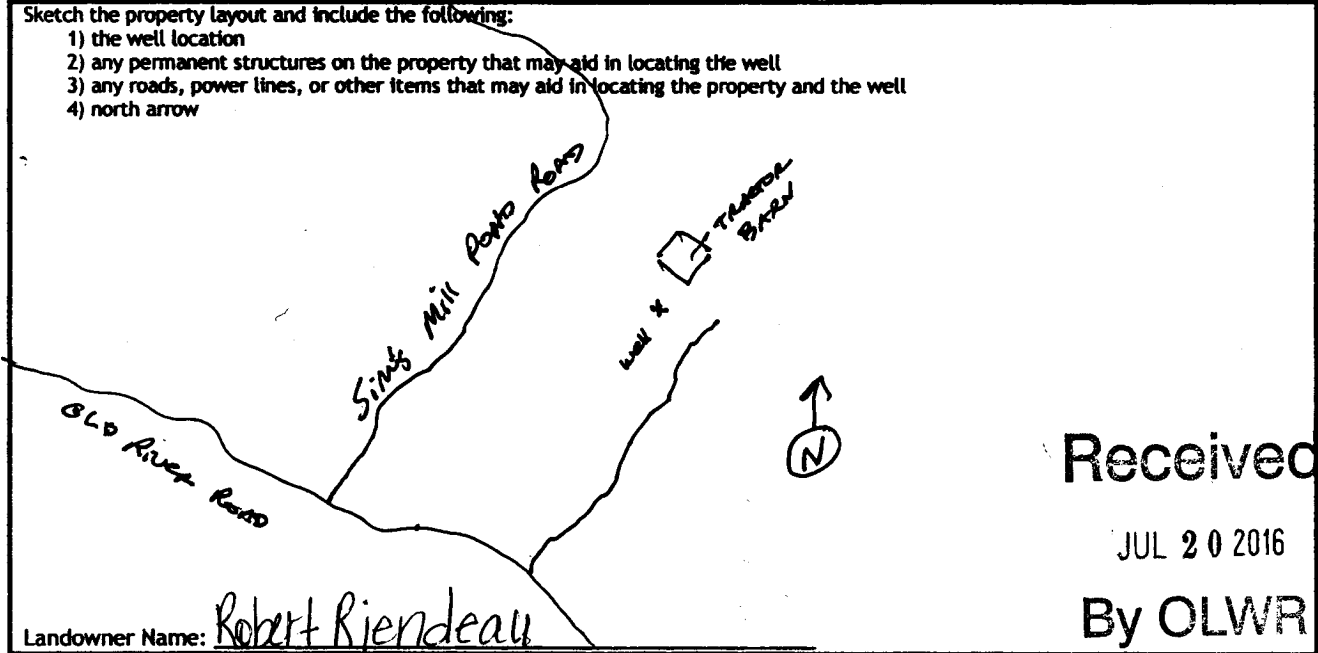 Sketch the property layout and include the following:
1) the well location
2) any permanent structures on the property that may aid in locating the well
3) any roads, power lines, or other items that may aid in locating the property and the well
4) north arrow
Sims Mill Pond Road
TRACTOR
BARN
well x
OLD River Road
N
Received
JUL 20 2016
By OLWR
Landowner Name: Robert Riendeau